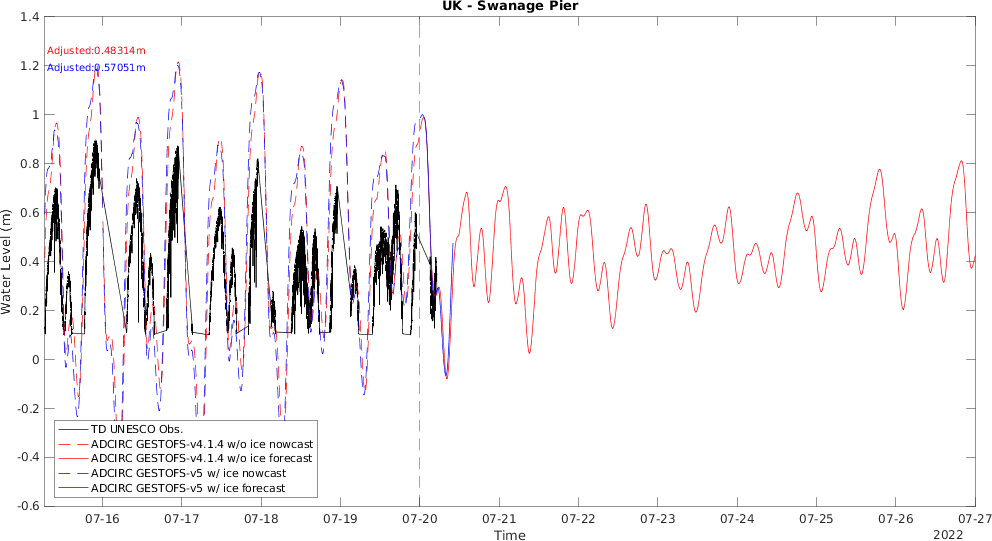 UK - Swanage Pier
Adjusted:0.48314m
Adjusted:0.57051m
1.4
1.2
1
0.8
0.6
0.4
0.2
0
-0.2
-0.4
-0.6
Water Level (m)
TD UNESCO Obs.
ADCIRC GESTOFS-v4.1.4 w/o ice nowcast
ADCIRC GESTOFS-v4.1.4 w/o ice forecast
ADCIRC GESTOFS-v5 w/ ice nowcast
ADCIRC GESTOFS-v5 w/ ice forecast
07-16 07-17 07-18 07-19 07-20 07-21 07-22 07-23 07-24 07-25 07-26 07-27
Time
2022